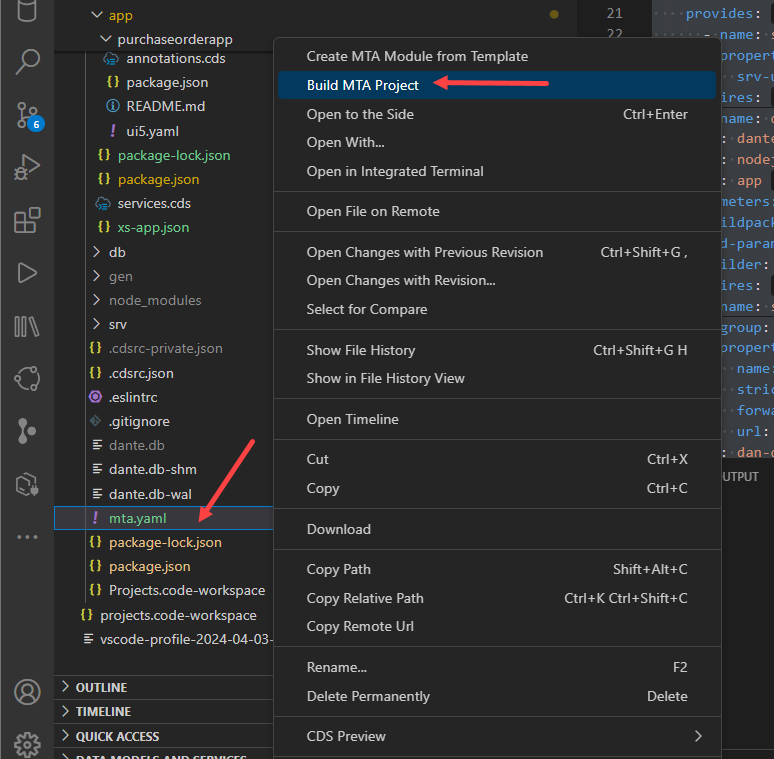 app
purchaseorderapp
annotations.cds
package.json
README.md
ui5.yaml
package-lock.json
package.json
services.cds
xs-app.json
db
gen
node_modules
srv
.cdsrc-private.json
.cdsrc.json
.eslintrc
.gitignore
dante.db
dante.db-shm
dante.db-wal
mta.yaml
package-lock.json
package.json
Projects.code-workspace
projects.code-workspace
vscode-profile-2024-04-03-
OUTLINE
TIMELINE
QUICK ACCESS
DATA MODELS AND SERVICES
6
Create MTA Module from Template
Build MTA Project
Open to the Side Ctrl+Enter
Open With...
Open in Integrated Terminal
Open File on Remote
Open Changes with Previous Revision Ctrl+Shift+G ,
Open Changes with Revision...
Select for Compare
Show File History Ctrl+Shift+G H
Show in File History View
Open Timeline
Cut Ctrl+X
Copy Ctrl+C
Download
Copy Path Shift+Alt+C
Copy Relative Path Ctrl+K Ctrl+Shift+C
Copy Remote Url
Rename... F2
Delete Permanently Delete
CDS Preview
21 provides:
22 - name: s
proper
srv-u
ires:
name: d
: dante
: nodej
: app
meters:
ildpack
d-param
ilder:
ires:
name: s
group:
propert
name:
stric
forwa
url:
: dan-d
UTPUT